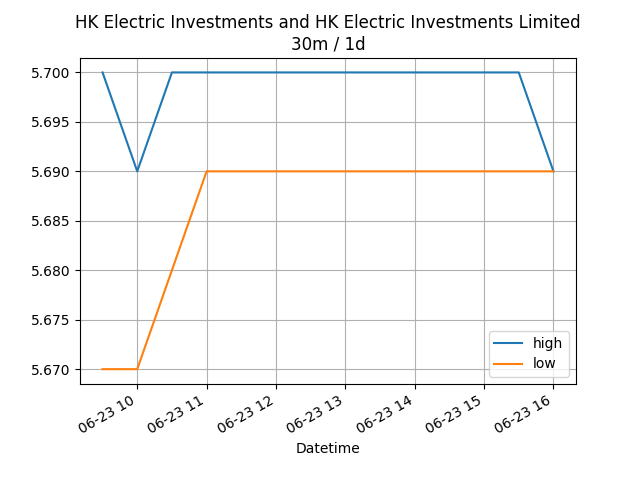 HK Electric Investments and HK Electric Investments Limited
30m / 1d
5.700
5.695
5.690
5.685
5.680
5.675
5.670
high
low
06-23 10
06-23 11
06-23 12
06-23 13
06-23 14
06-23 15
06-23 16
Datetime